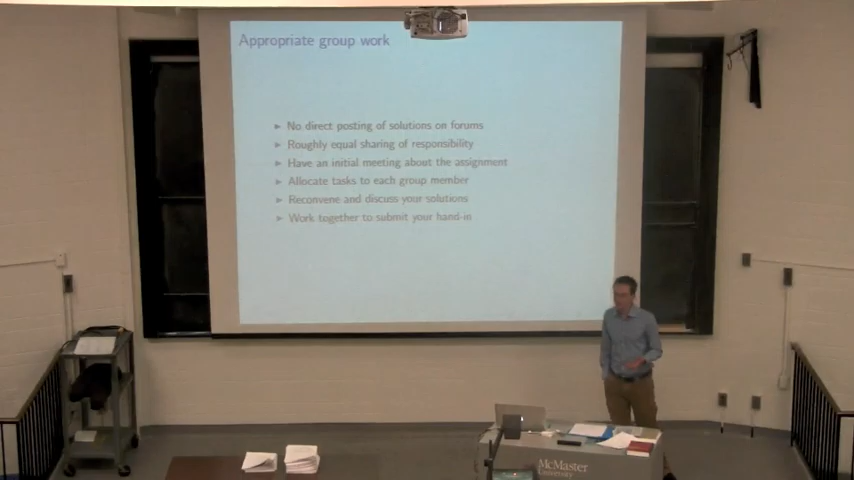 Appropriate group work
▶ No direct posting of solutions on forums
▶ Roughly equal sharing of responsibility
▶ Have an initial meeting about the assignment
▶ Allocate tasks to each group member
▶ Reconvene and discuss your solutions
▶ Work together to submit your hand-in
McMaster
University